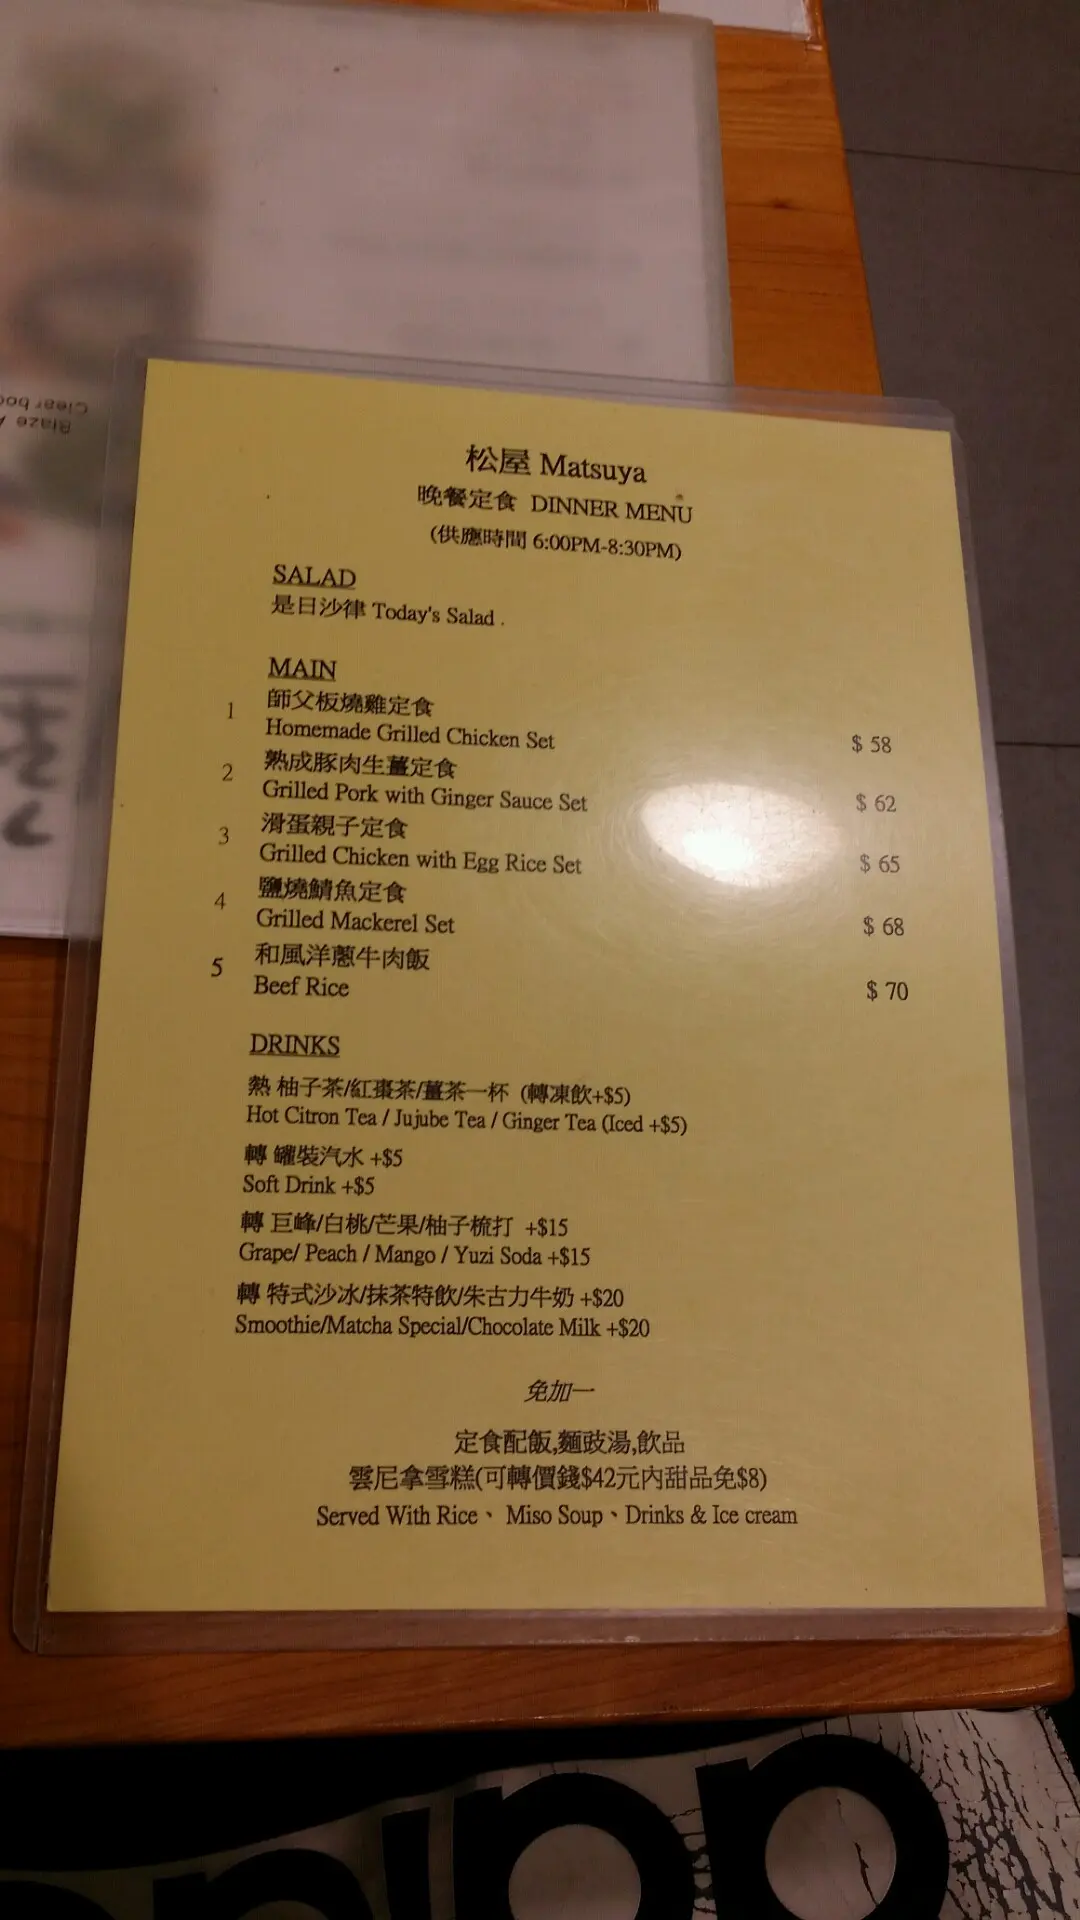 松屋 Matsuya
晚餐定食 DINNER MENU
(供應時間 6:00PM-8:30PM)
SALAD
是日沙律 Today's Salad .
MAIN
1 師父板燒雞定食
Homemade Grilled Chicken Set $ 58
2 熟成豚肉生薑定食
Grilled Pork with Ginger Sauce Set $ 62
3 滑蛋親子定食
Grilled Chicken with Egg Rice Set $ 65
4 鹽燒鯖魚定食
Grilled Mackerel Set $ 68
5 和風洋蔥牛肉飯
Beef Rice $ 70
DRINKS
熱 柚子茶/紅棗茶/薑茶一杯 (轉凍飲+$5)
Hot Citron Tea / Jujube Tea / Ginger Tea (Iced +$5)
轉 罐裝汽水 +$5
Soft Drink +$5
轉 巨峰/白桃/芒果/柚子梳打 +$15
Grape/ Peach / Mango / Yuzi Soda +$15
轉 特式沙冰/抹茶特飲/朱古力牛奶 +$20
Smoothie/Matcha Special/Chocolate Milk +$20
免加一
定食配飯,麵豉湯,飲品
雲尼拿雪糕(可轉價錢$42元內甜品免$8)
Served With Rice、Miso Soup、Drinks & Ice cream
Blaze
Clear